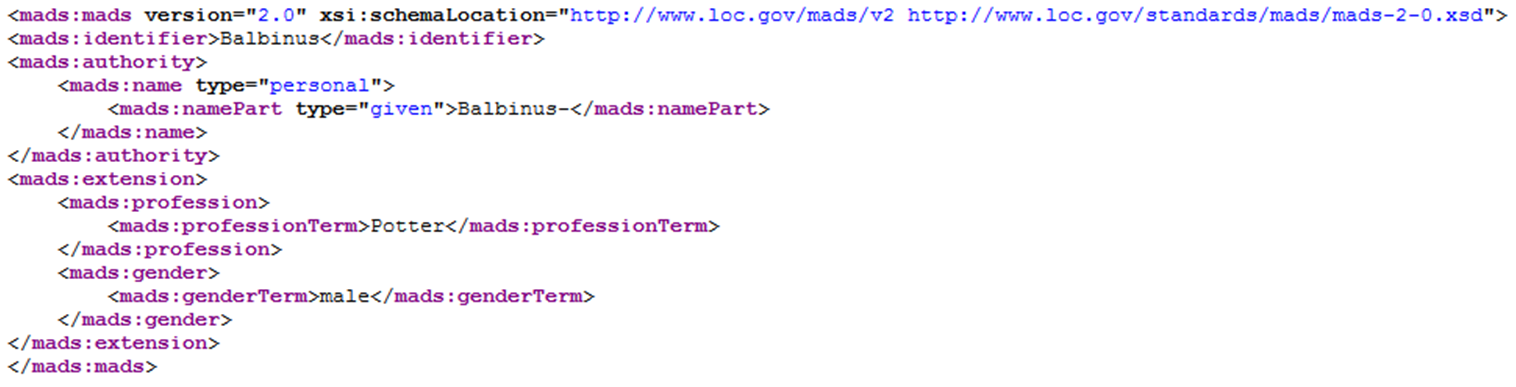 <mads:mads version="2.0" xsi:schemaLocation="http://www.loc.gov/mads/v2 http://www.loc.gov/standards/mads/mads-2-0.xsd">
<mads:identifier>Balbinus</mads:identifier>
<mads:authority>
    <mads:name type="personal">
        <mads:namePart type="given">Balbinus-</mads:namePart>
    </mads:name>
</mads:authority>
<mads:extension>
    <mads:profession>
        <mads:professionTerm>Potter</mads:professionTerm>
    </mads:profession>
    <mads:gender>
        <mads:genderTerm>male</mads:genderTerm>
    </mads:gender>
</mads:extension>
</mads:mads>